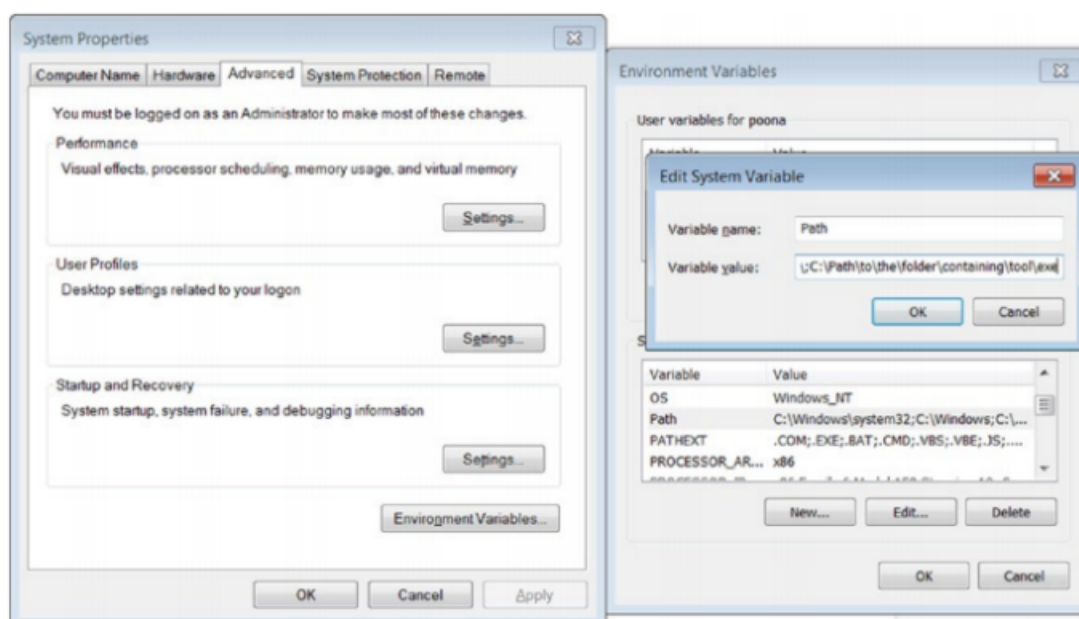 System Properties
Computer Name Hardware Advanced System Protection Remote
You must be logged on as an Administrator to make most of these changes.
Performance
Visual effects, processor scheduling, memory usage, and virtual memory
Settings...
User Profiles
Desktop settings related to your logon
Settings...
Startup and Recovery
System startup, system failure, and debugging information
Settings...
Environment Variables...
OK Cancel Apply
Environment Variables
User variables for poona
Variable Value
Edit System Variable
Variable name: Path
Variable value: \;C:\Path\to\the\folder\containing\tool\exe
OK Cancel
Variable Value
OS Windows_NT
Path C:\Windows\system32;C:\Windows;C:\...
PATHEXT .COM;.EXE;.BAT;.CMD;.VBS;.VBE;.JS;....
PROCESSOR_AR... x86
New... Edit... Delete
OK Cancel